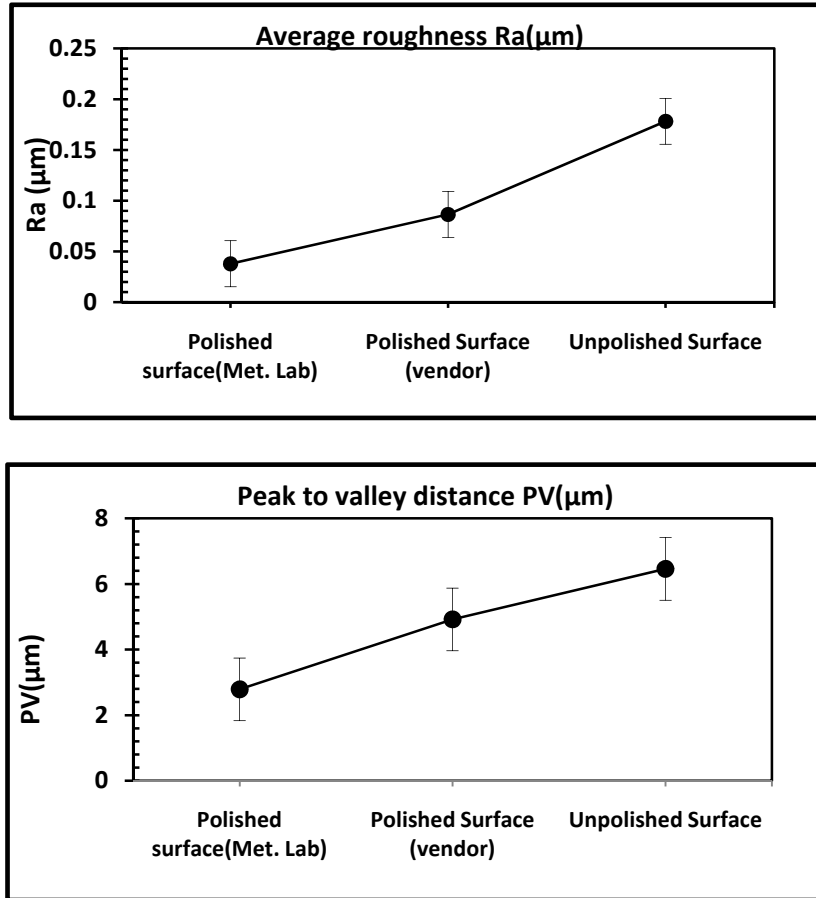 Average roughness Ra(µm)
0.25
0.2
0.15
0.1
0.05
0
Ra (µm)
Polished
surface(Met. Lab)
Polished Surface
(vendor)
Unpolished Surface
Peak to valley distance PV(µm)
8
6
4
2
0
PV(µm)
Polished
surface(Met. Lab)
Polished Surface
(vendor)
Unpolished Surface